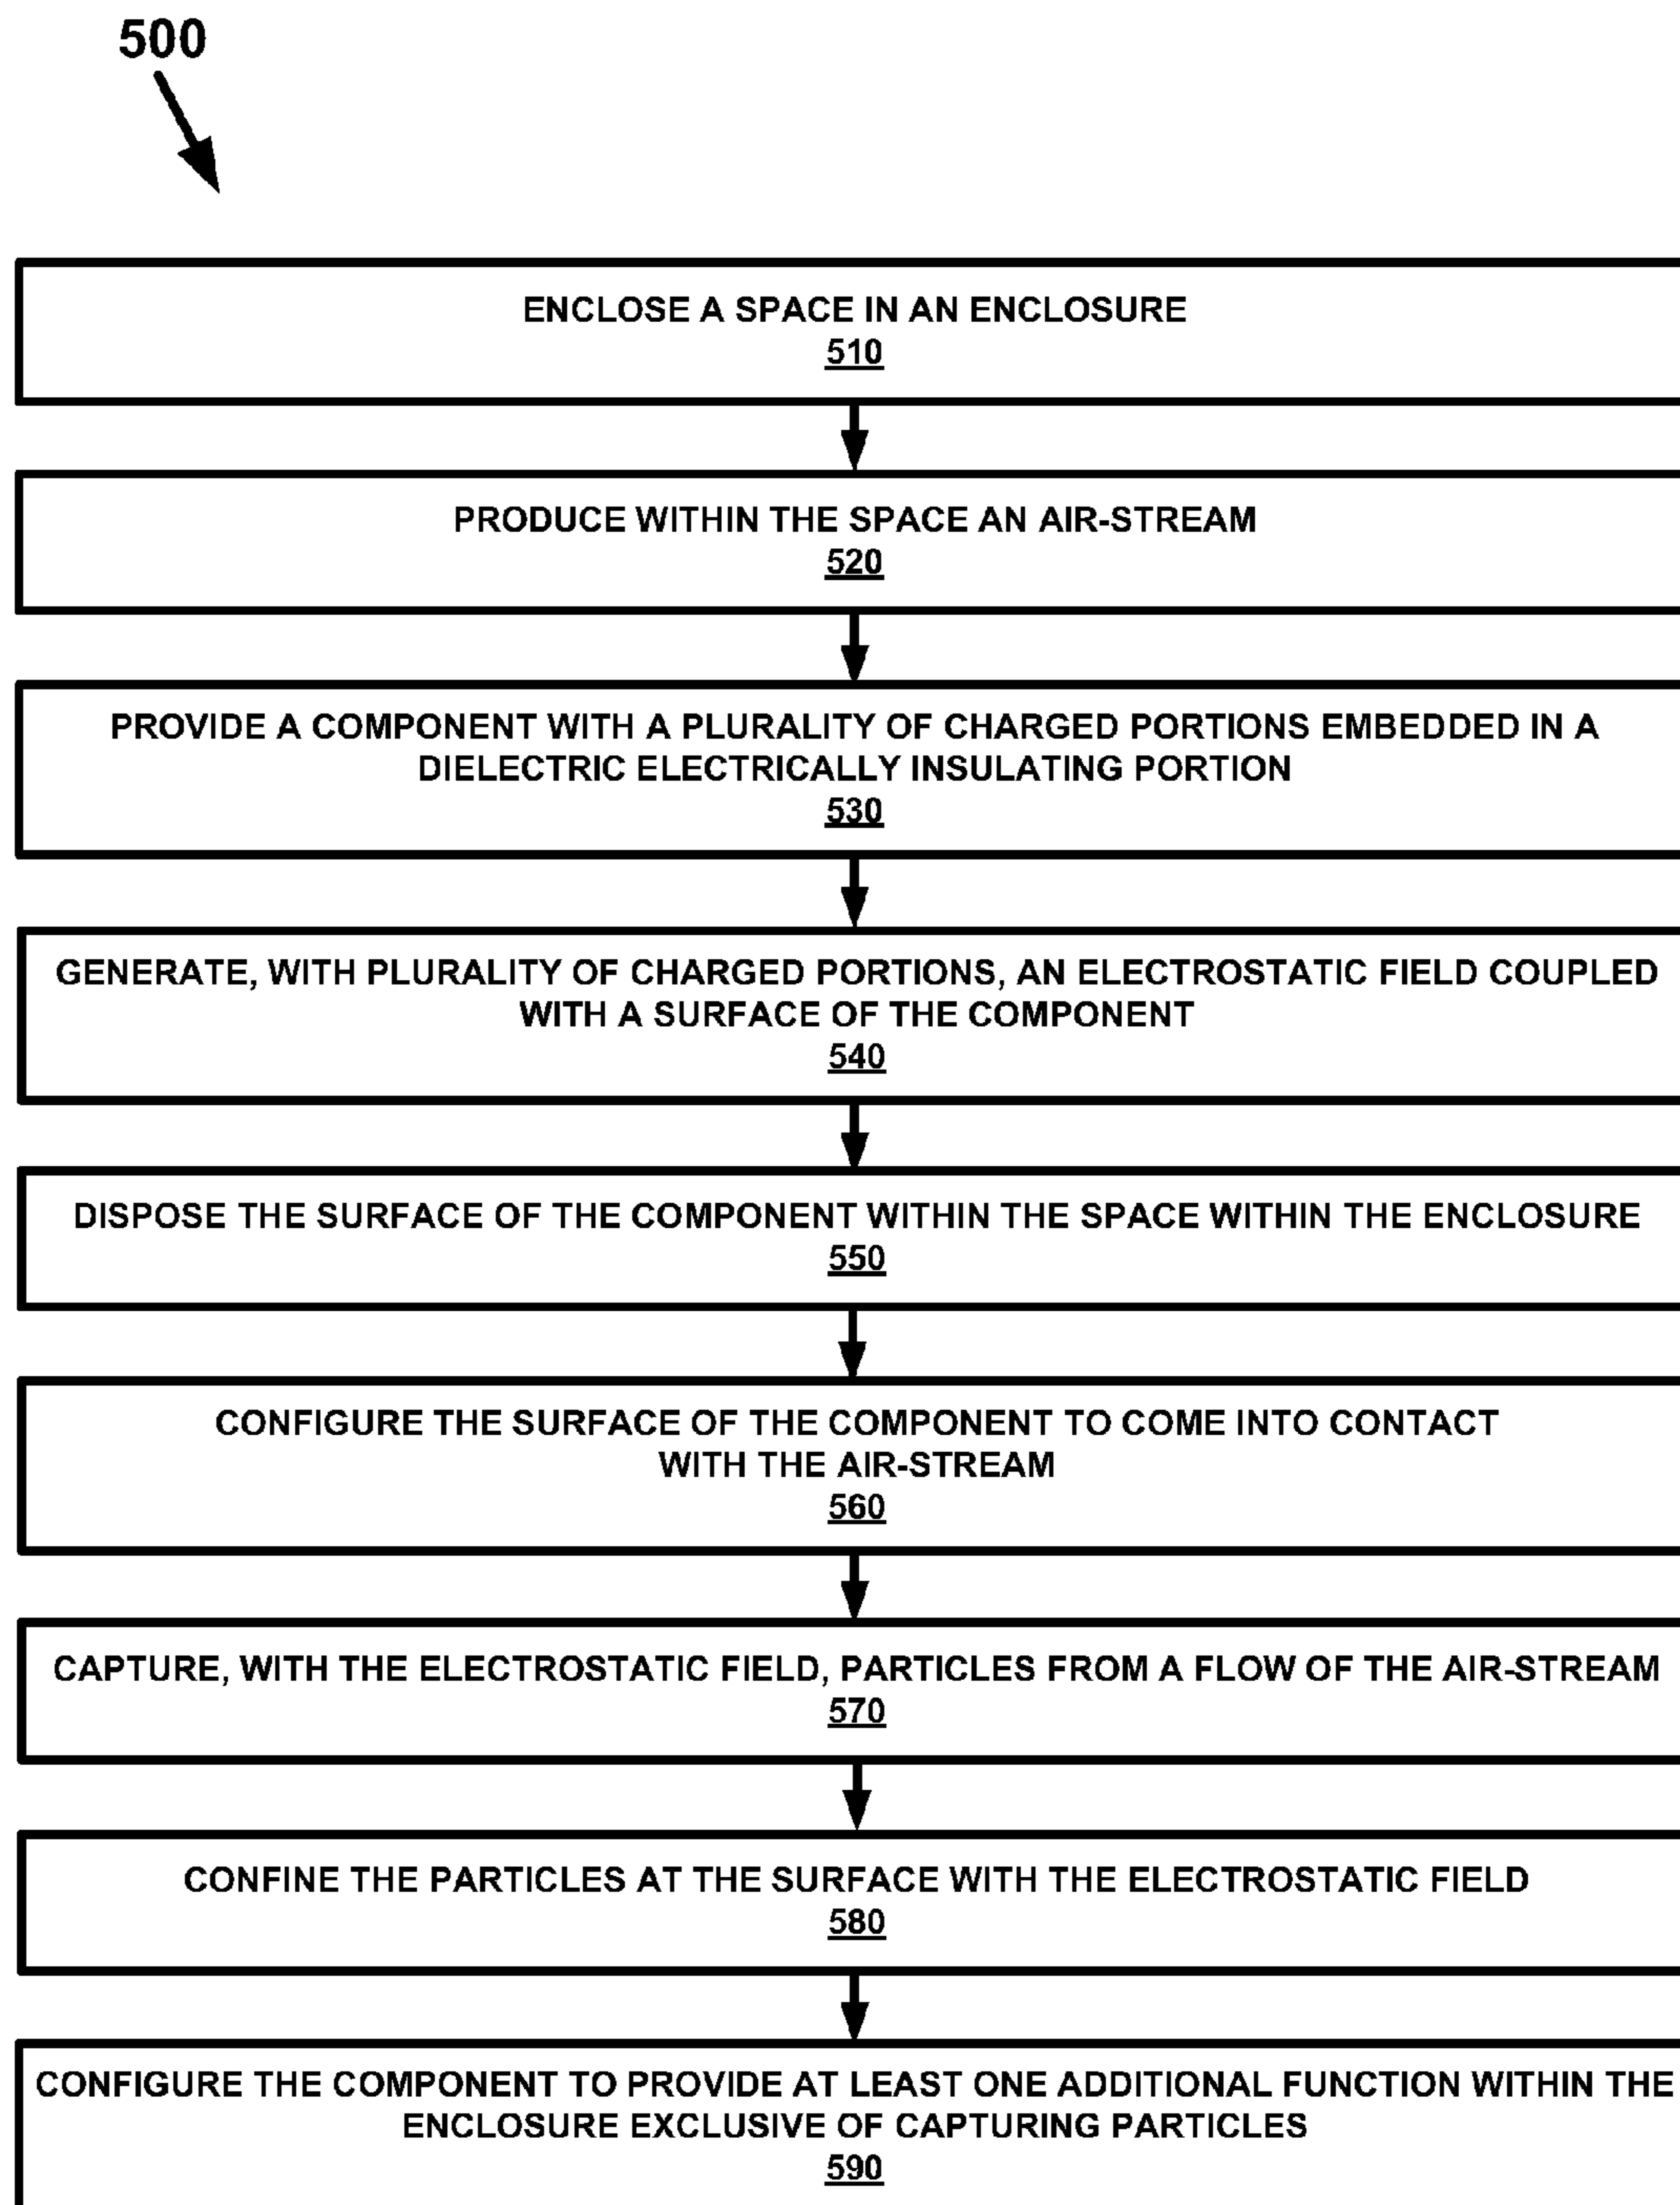 500
ENCLOSE A SPACE IN AN ENCLOSURE
510
PRODUCE WITHIN THE SPACE AN AIR-STREAM
520
PROVIDE A COMPONENT WITH A PLURALITY OF CHARGED PORTIONS EMBEDDED IN A
DIELECTRIC ELECTRICALLY INSULATING PORTION
530
GENERATE, WITH PLURALITY OF CHARGED PORTIONS, AN ELECTROSTATIC FIELD COUPLED
WITH A SURFACE OF THE COMPONENT
540
DISPOSE THE SURFACE OF THE COMPONENT WITHIN THE SPACE WITHIN THE ENCLOSURE
550
CONFIGURE THE SURFACE OF THE COMPONENT TO COME INTO CONTACT
WITH THE AIR-STREAM
560
CAPTURE, WITH THE ELECTROSTATIC FIELD, PARTICLES FROM A FLOW OF THE AIR-STREAM
570
CONFINE THE PARTICLES AT THE SURFACE WITH THE ELECTROSTATIC FIELD
580
CONFIGURE THE COMPONENT TO PROVIDE AT LEAST ONE ADDITIONAL FUNCTION WITHIN THE
ENCLOSURE EXCLUSIVE OF CAPTURING PARTICLES
590